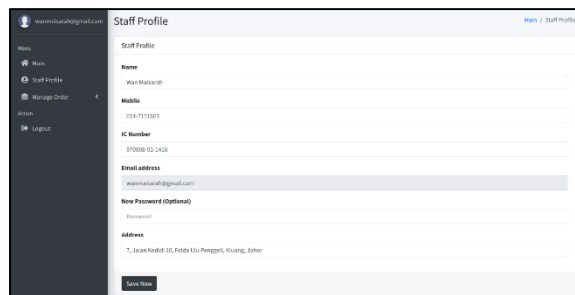 wanmaisarah@gmail.com
Staff Profile
Main / Staff Profile
Menu
Main
Staff Profile
Manage Order
Action
Logout
Staff Profile
Name
Wan Maisarah
Mobile
014-7151603
IC Number
970608-01-1416
Email address
wanmaisarah@gmail.com
New Password (Optional)
Password
Address
7, Jalan Kedidi 10, Felda Ulu Penggeli, Kluang, Johor
Save Now